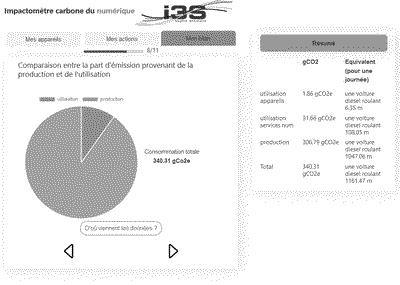 Impactomètre carbone du numérique
i3S
Mes appareils
Mes actions
Mon bilan
8/11
Comparaison entre la part d'émission provenant de la
production et de l'utilisation
utilisation
production
Consommation totale
340.31 gCO2e
D'où viennent les données ?
Résumé
gCO2
Equivalent
(pour une
journée)
utilisation
appareils
1.86 gCO2e
une voiture
diesel roulant
6.35 m
utilisation
services num
31.66 gCO2e
une voiture
diesel roulant
108.05 m
production
306.79 gCO2e
une voiture
diesel roulant
1047.06 m
Total
340.31
gCO2e
une voiture
diesel roulant
1161.47 m